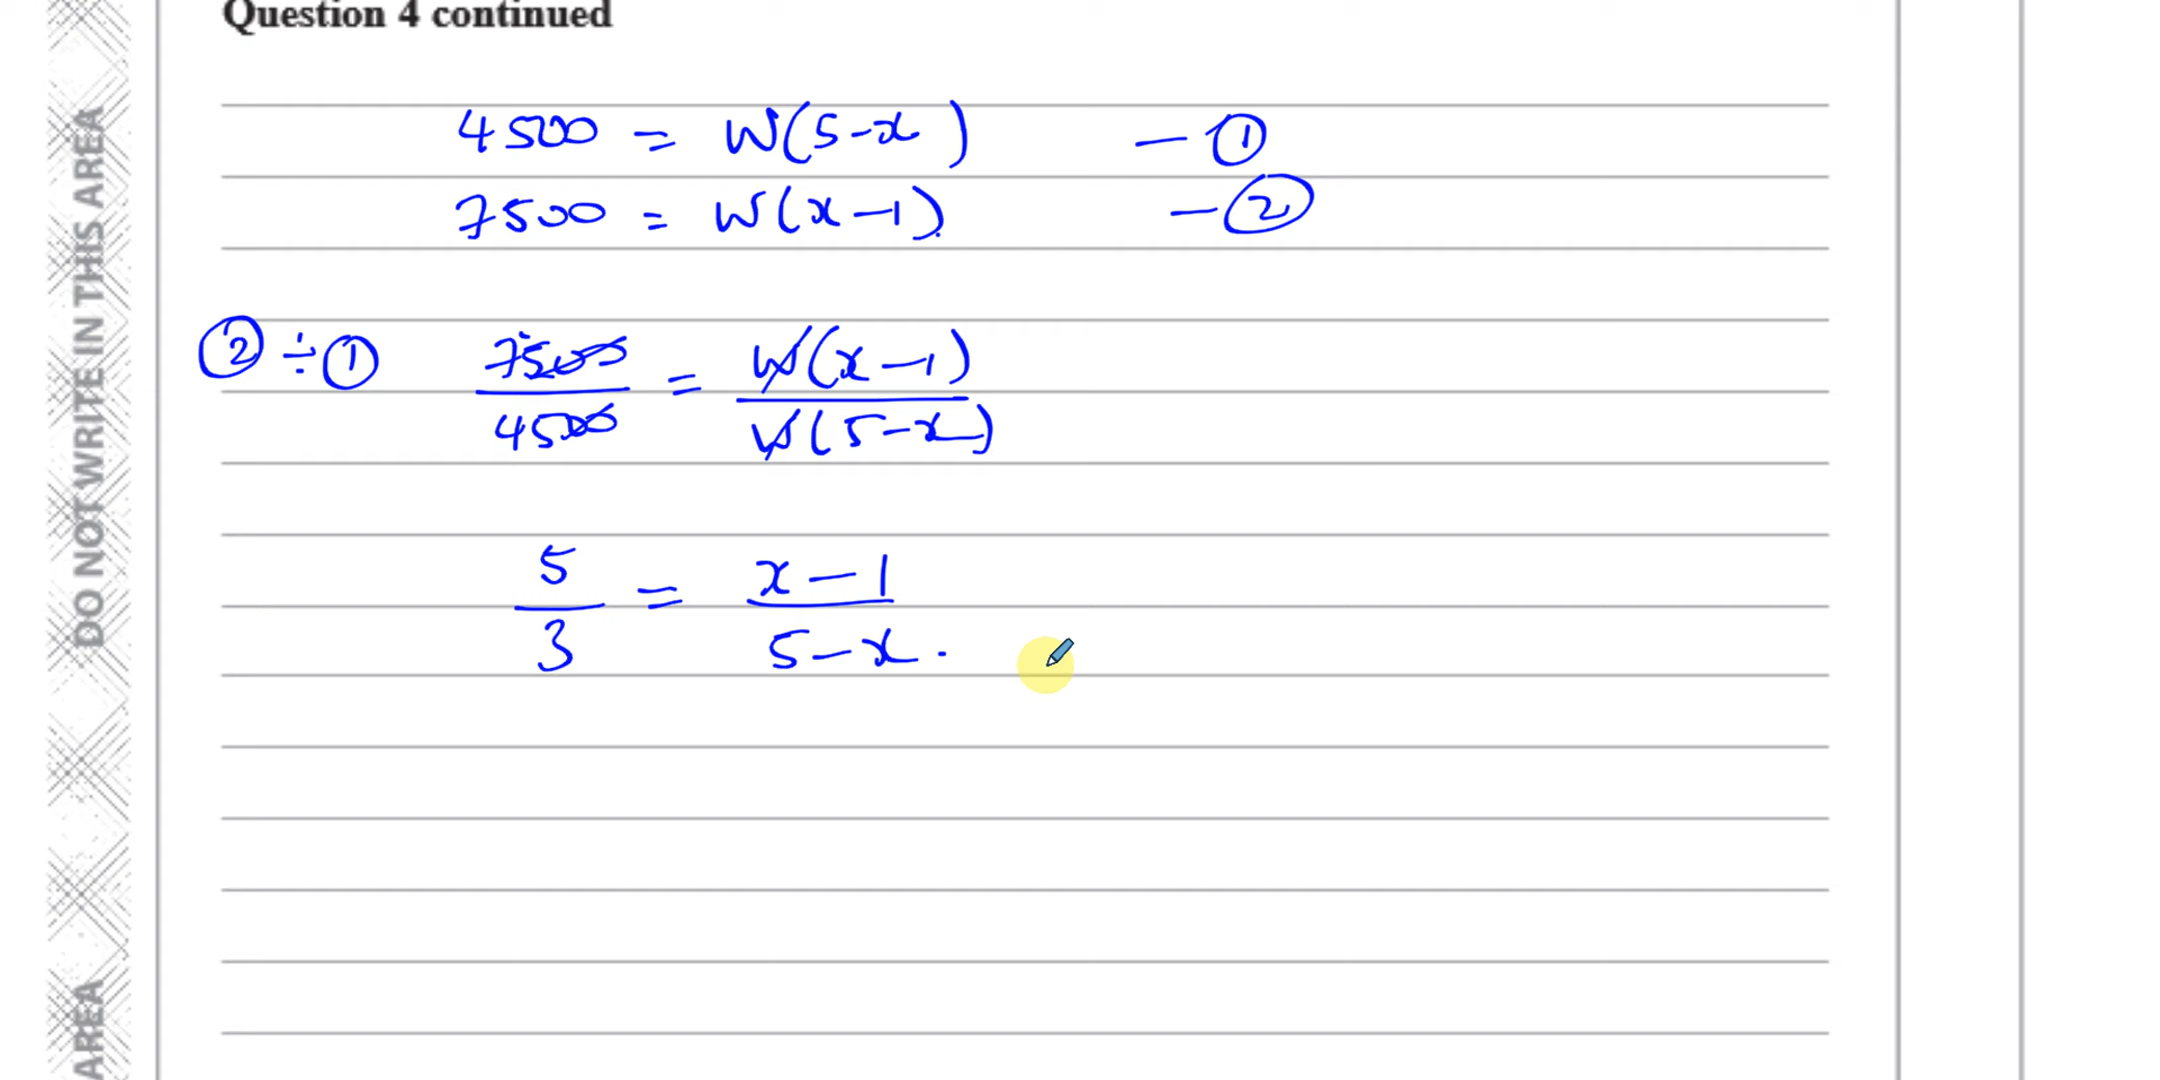 Question 4 continued
4500 = W(5-x) - ①
7500 = W(x-1). - ②
② ÷ ① 7500/4500 = W(x-1)/W(5-x)
5/3 = x-1/5-x.
DO NOT WRITE IN THIS AREA
AREA